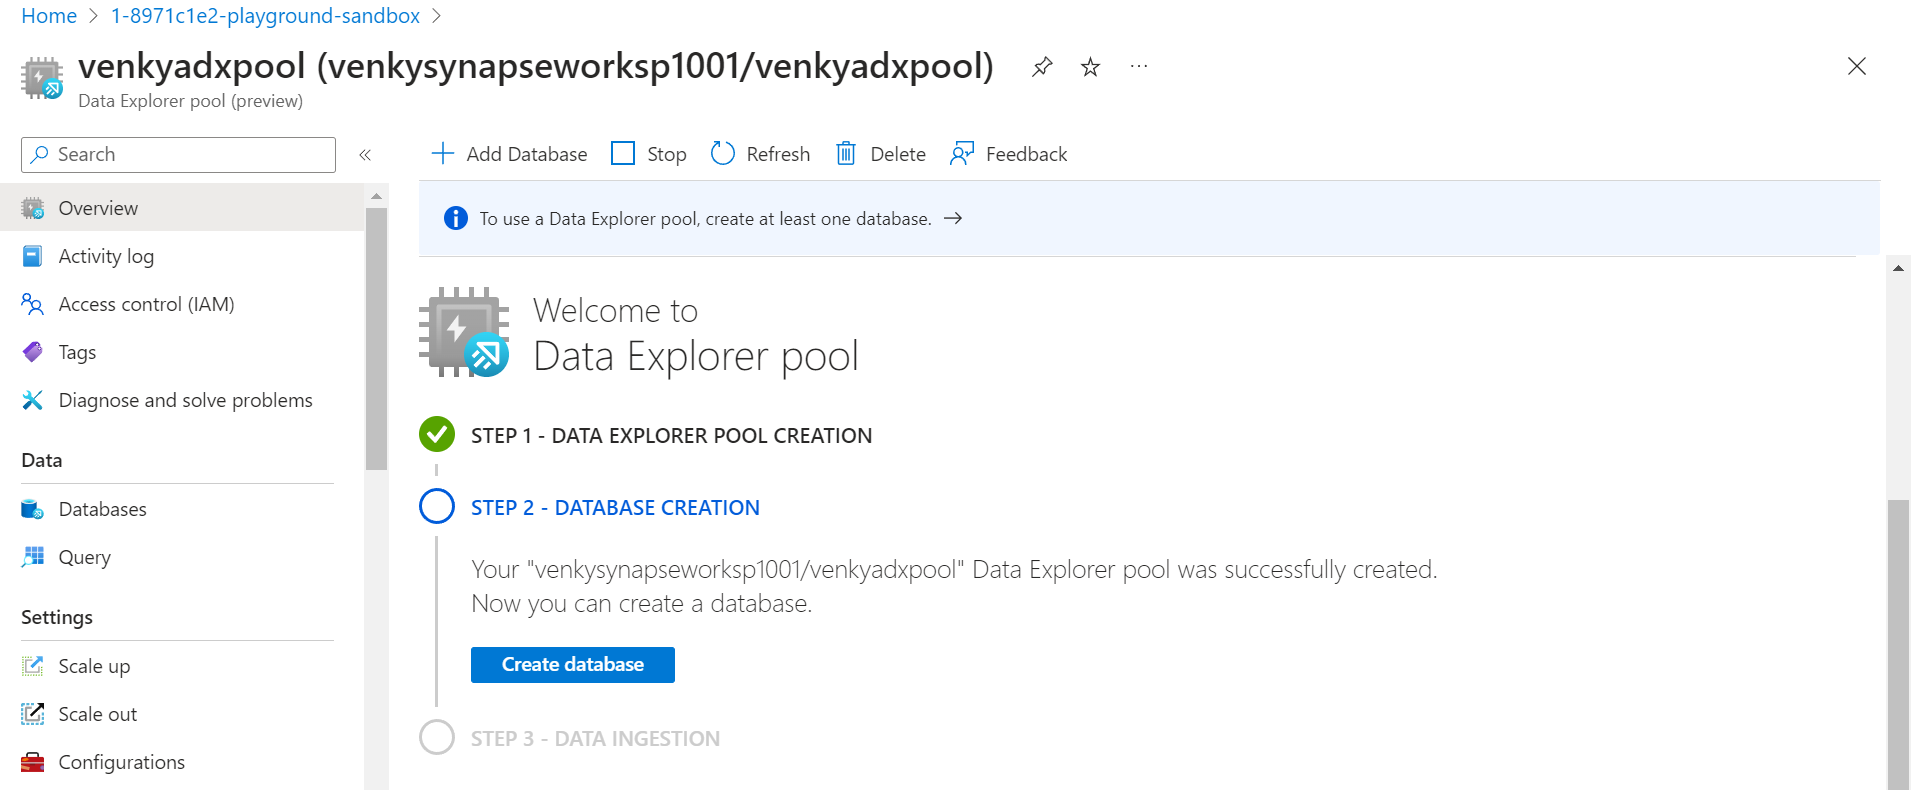 Home > 1-8971c1e2-playground-sandbox >
venkyadxpool (venkysynapseworksp1001/venkyadxpool) ...
Data Explorer pool (preview)
Search
Add Database Stop Refresh Delete Feedback
To use a Data Explorer pool, create at least one database. →
Overview
Activity log
Access control (IAM)
Tags
Diagnose and solve problems
Data
Databases
Query
Settings
Scale up
Scale out
Configurations
Welcome to
Data Explorer pool
STEP 1 - DATA EXPLORER POOL CREATION
STEP 2 - DATABASE CREATION
Your "venkysynapseworksp1001/venkyadxpool" Data Explorer pool was successfully created.
Now you can create a database.
Create database
STEP 3 - DATA INGESTION